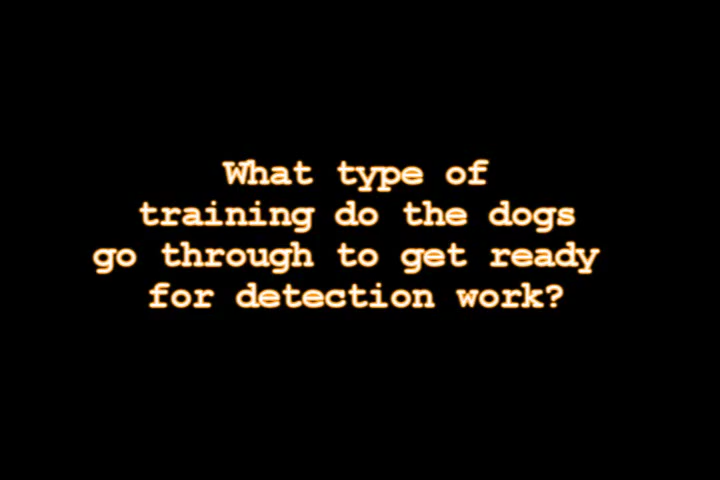 What type of
training do the dogs
go through to get ready
for detection work?